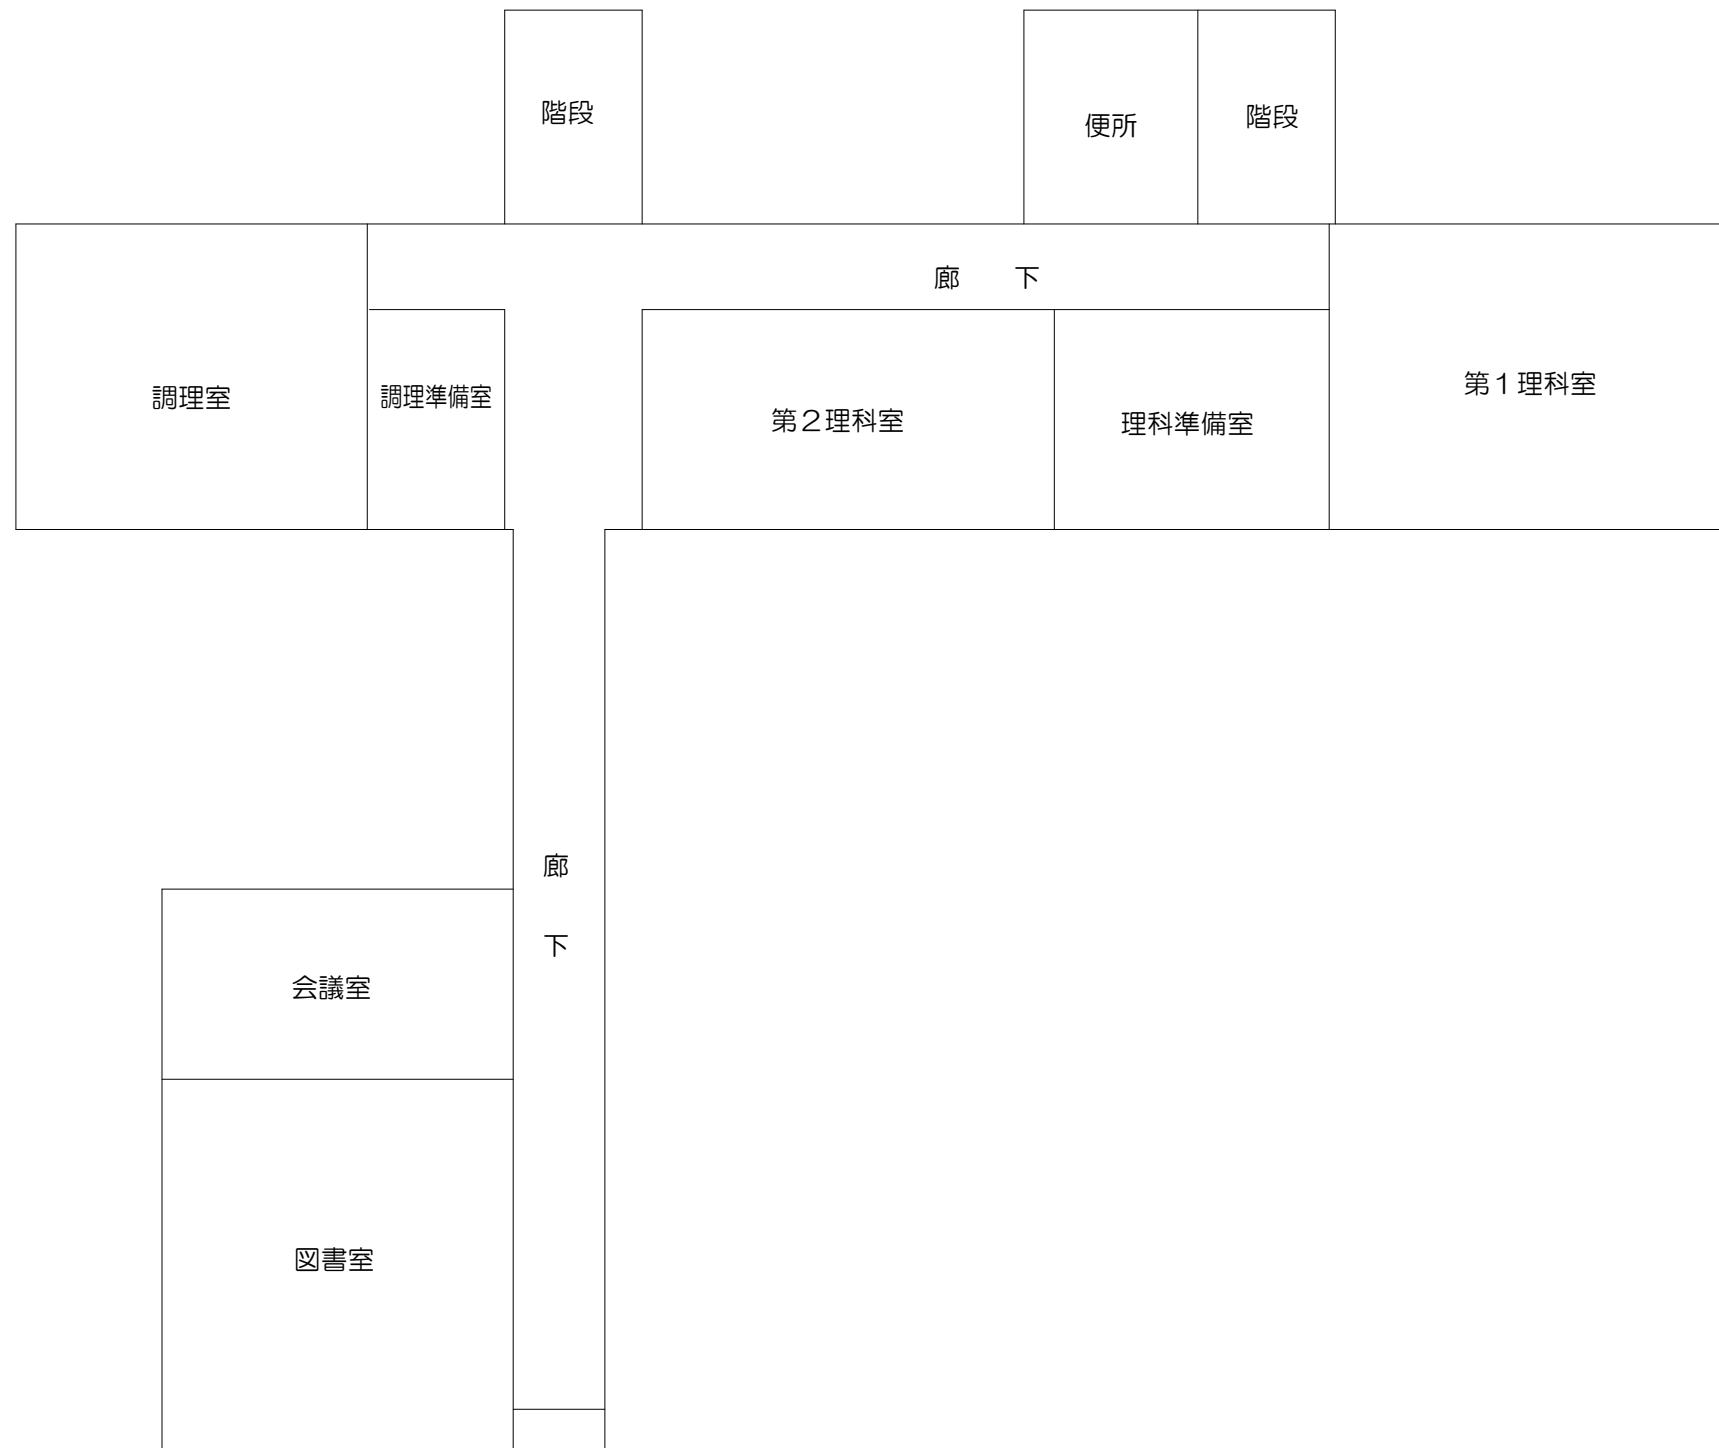 階段
便所
階段
廊　下
調理室
調理準備室
第２理科室
理科準備室
第１理科室
廊
下
会議室
図書室